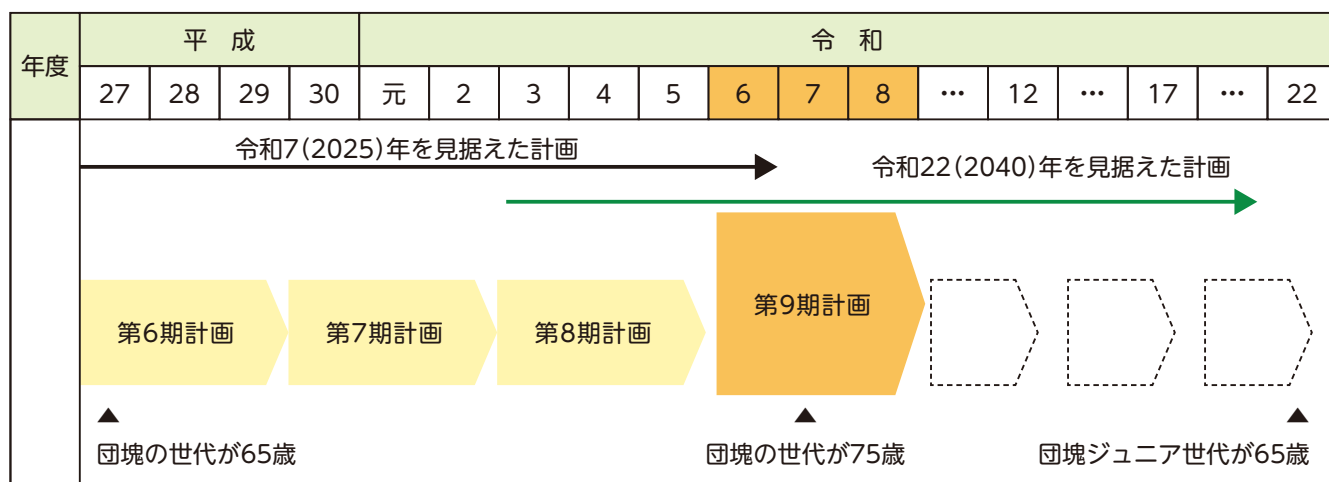 年度
平 成
令 和
27 28 29 30 元 2 3 4 5 6 7 8 … 12 … 17 … 22
令和7(2025)年を見据えた計画
令和22(2040)年を見据えた計画
第6期計画 第7期計画 第8期計画 第9期計画
▲ ▲ ▲
団塊の世代が65歳 団塊の世代が75歳 団塊ジュニア世代が65歳